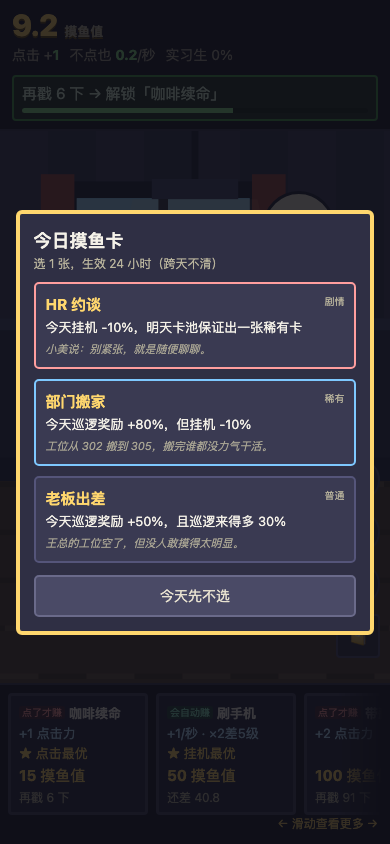 9.2 摸鱼值
点击 +1 不点也 0.2/秒 实习生 0%
再戳 6 下 → 解锁「咖啡续命」
今日摸鱼卡
选 1 张，生效 24 小时（跨天不清）
HR 约谈 剧情
今天挂机 -10%，明天卡池保证出一张稀有卡
小美说：别紧张，就是随便聊聊。
部门搬家 稀有
今天巡逻奖励 +80%，但挂机 -10%
工位从 302 搬到 305，搬完谁都没力气干活。
老板出差 普通
今天巡逻奖励 +50%，且巡逻来得多 30%
王总的工位空了，但没人敢摸得太明显。
今天先不选
点了才赚 咖啡续命
+1 点击力
★ 点击最优
15 摸鱼值
再戳 6 下
会自动赚 刷手机
+1/秒 · ×2差5级
★ 挂机最优
50 摸鱼值
还差 40.8
点了才赚
+2 点击力
100 摸鱼
再戳 91 下
← 滑动查看更多 →